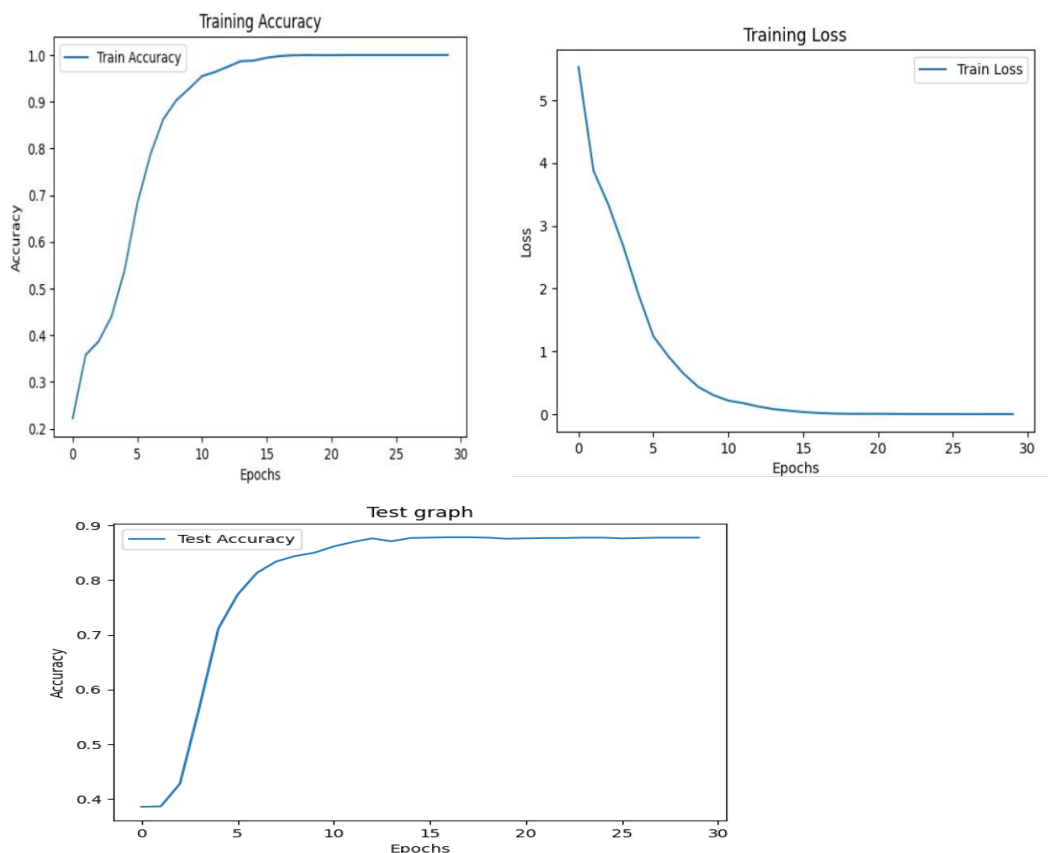 Training Accuracy
Train Accuracy
1.0
0.9
0.8
0.7
0.6
0.5
0.4
0.3
0.2
Accuracy
0 5 10 15 20 25 30
Epochs
Training Loss
Train Loss
5
4
3
2
1
0
Loss
0 5 10 15 20 25 30
Epochs
Test graph
Test Accuracy
0.9
0.8
0.7
0.6
0.5
0.4
Accuracy
0 5 10 15 20 25 30
Epochs